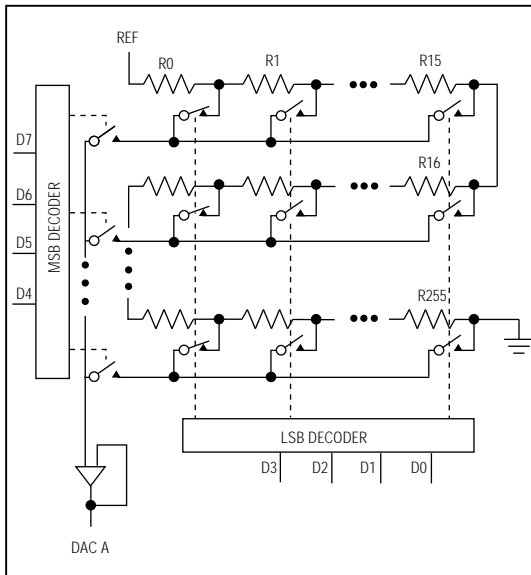 REF
R0
R1
R15
D7
D6
D5
D4
MSB DECODER
R16
R255
LSB DECODER
D3
D2
D1
D0
DAC A